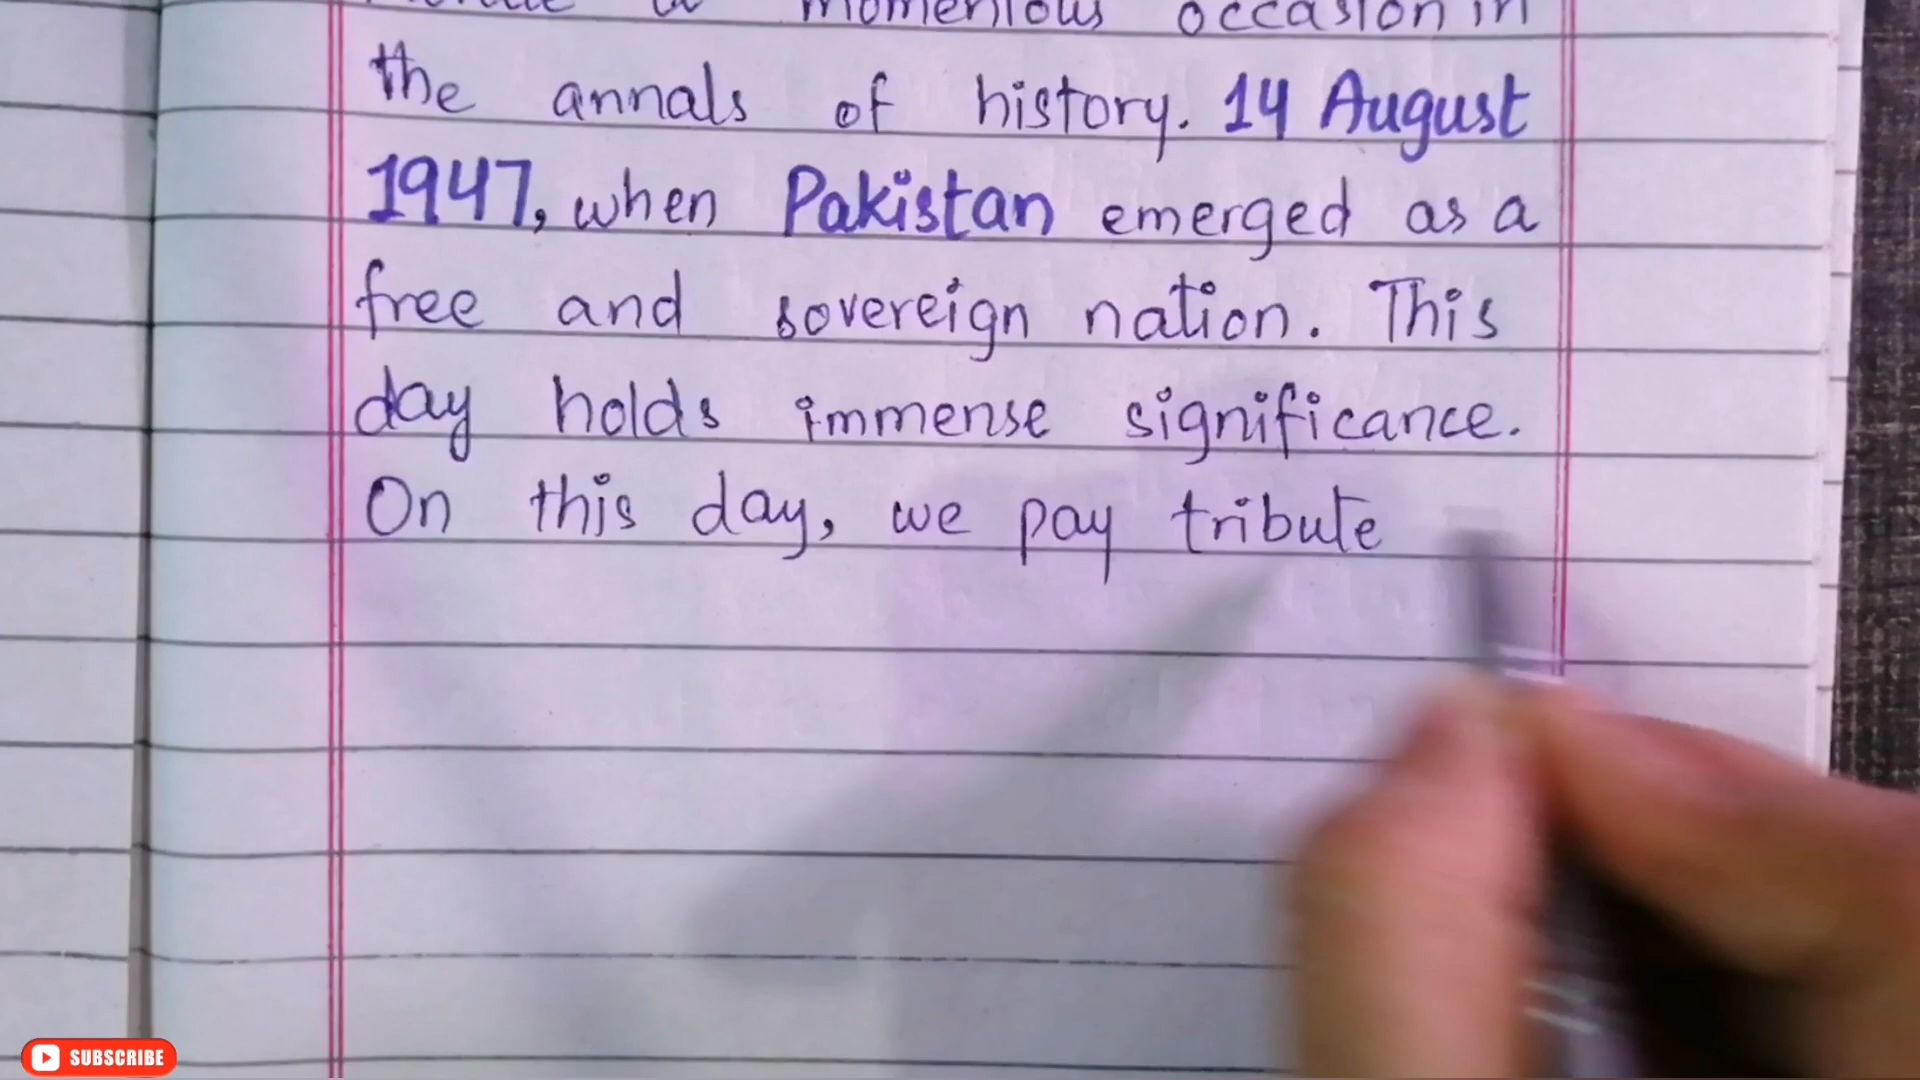 momentous occasion in
the annals of history. 14 August
1947, when Pakistan emerged as a
free and sovereign nation. This
day holds immense significance.
On this day, we pay tribute
SUBSCRIBE